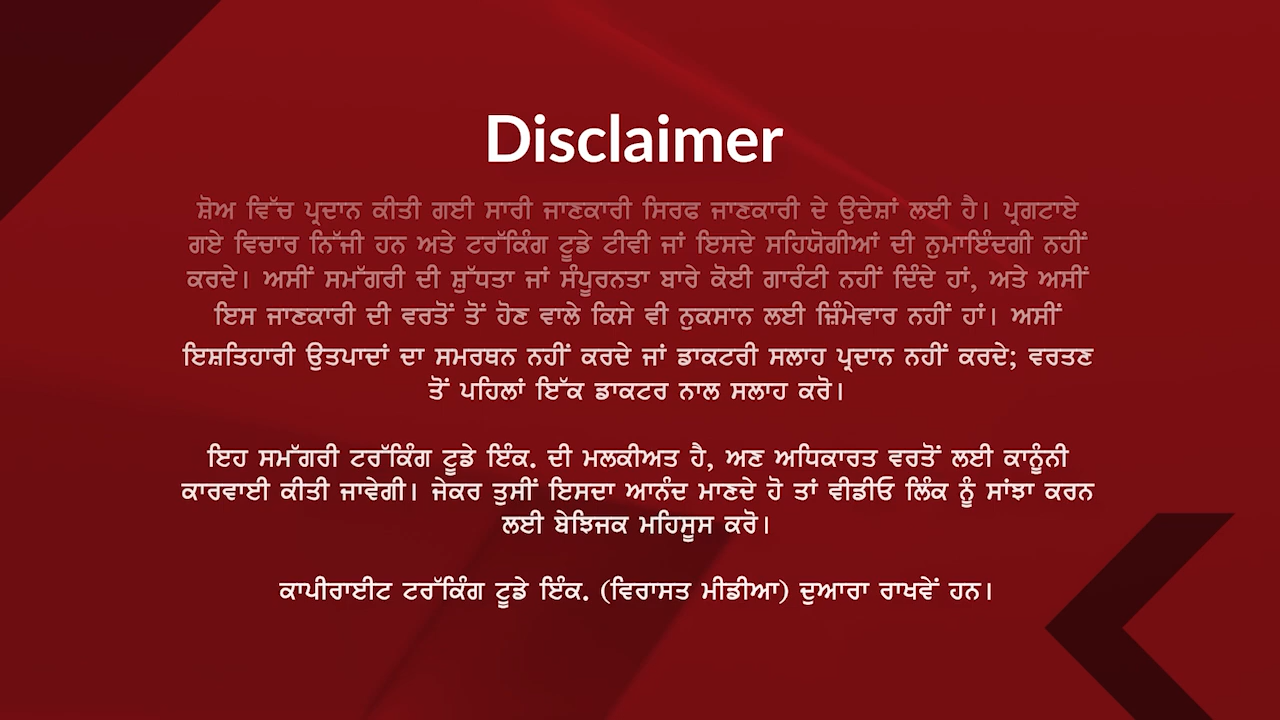 Disclaimer
ਸ਼ੋਅ ਵਿੱਚ ਪ੍ਰਦਾਨ ਕੀਤੀ ਗਈ ਸਾਰੀ ਜਾਣਕਾਰੀ ਸਿਰਫ ਜਾਣਕਾਰੀ ਦੇ ਉਦੇਸ਼ਾਂ ਲਈ ਹੈ। ਪ੍ਰਗਟਾਏ
ਗਏ ਵਿਚਾਰ ਨਿੱਜੀ ਹਨ ਅਤੇ ਟਰੱਕਿੰਗ ਟੂਡੇ ਟੀਵੀ ਜਾਂ ਇਸਦੇ ਸਹਿਯੋਗੀਆਂ ਦੀ ਨੁਮਾਇੰਦਗੀ ਨਹੀਂ
ਕਰਦੇ। ਅਸੀਂ ਸਮੱਗਰੀ ਦੀ ਸ਼ੁੱਧਤਾ ਜਾਂ ਸੰਪੂਰਨਤਾ ਬਾਰੇ ਕੋਈ ਗਾਰੰਟੀ ਨਹੀਂ ਦਿੰਦੇ ਹਾਂ, ਅਤੇ ਅਸੀਂ
ਇਸ ਜਾਣਕਾਰੀ ਦੀ ਵਰਤੋਂ ਤੋਂ ਹੋਣ ਵਾਲੇ ਕਿਸੇ ਵੀ ਨੁਕਸਾਨ ਲਈ ਜ਼ਿੰਮੇਵਾਰ ਨਹੀਂ ਹਾਂ। ਅਸੀਂ
ਇਸ਼ਤਿਹਾਰੀ ਉਤਪਾਦਾਂ ਦਾ ਸਮਰਥਨ ਨਹੀਂ ਕਰਦੇ ਜਾਂ ਡਾਕਟਰੀ ਸਲਾਹ ਪ੍ਰਦਾਨ ਨਹੀਂ ਕਰਦੇ; ਵਰਤਣ
ਤੋਂ ਪਹਿਲਾਂ ਇੱਕ ਡਾਕਟਰ ਨਾਲ ਸਲਾਹ ਕਰੋ।
ਇਹ ਸਮੱਗਰੀ ਟਰੱਕਿੰਗ ਟੂਡੇ ਇੰਕ. ਦੀ ਮਲਕੀਅਤ ਹੈ, ਅਣ ਅਧਿਕਾਰਤ ਵਰਤੋਂ ਲਈ ਕਾਨੂੰਨੀ
ਕਾਰਵਾਈ ਕੀਤੀ ਜਾਵੇਗੀ। ਜੇਕਰ ਤੁਸੀਂ ਇਸਦਾ ਆਨੰਦ ਮਾਣਦੇ ਹੋ ਤਾਂ ਵੀਡੀਓ ਲਿੰਕ ਨੂੰ ਸਾਂਝਾ ਕਰਨ
ਲਈ ਬੇਝਿਜਕ ਮਹਿਸੂਸ ਕਰੋ।
ਕਾਪੀਰਾਈਟ ਟਰੱਕਿੰਗ ਟੂਡੇ ਇੰਕ. (ਵਿਰਾਸਤ ਮੀਡੀਆ) ਦੁਆਰਾ ਰਾਖਵੇਂ ਹਨ।